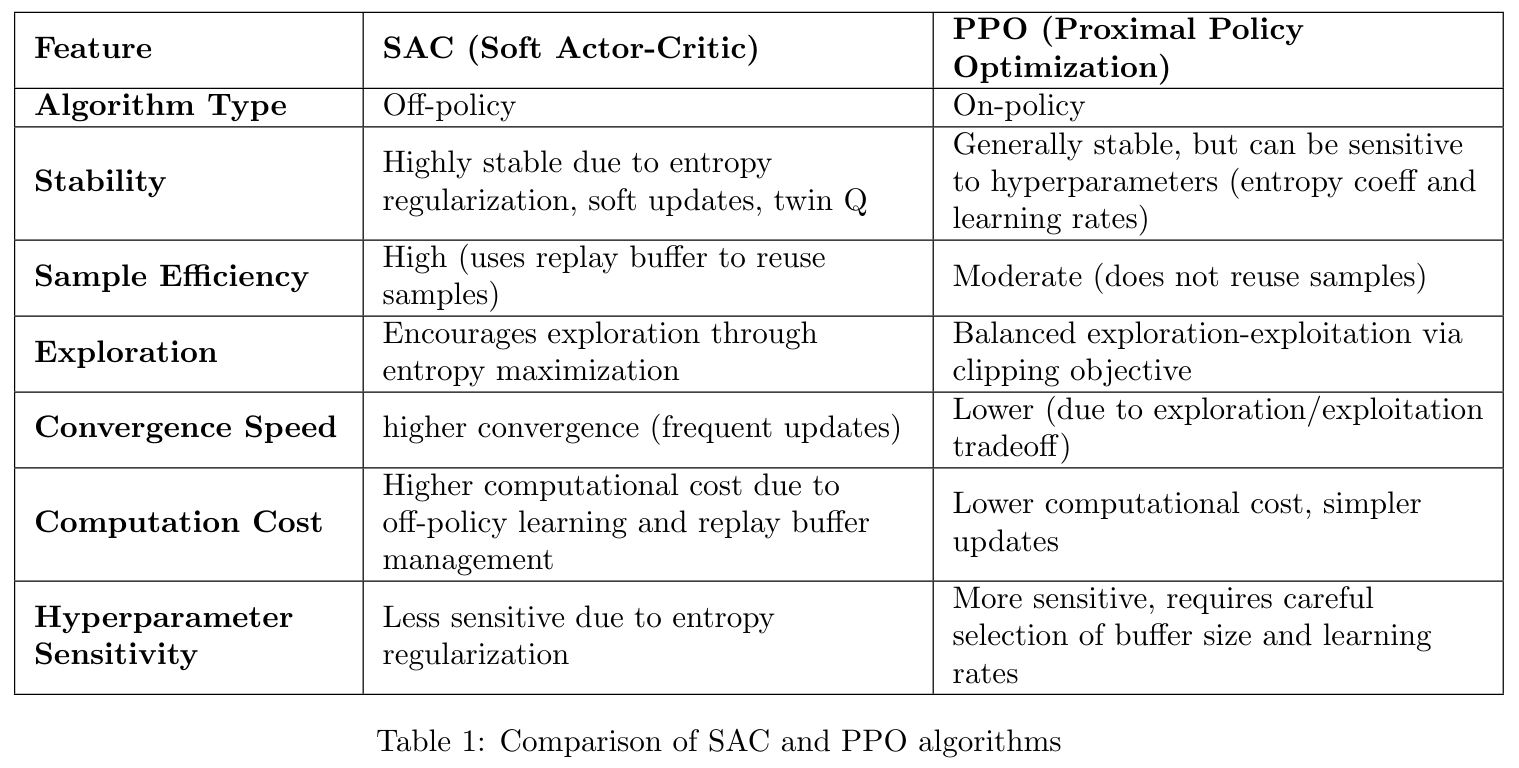 Feature
SAC (Soft Actor-Critic)
PPO (Proximal Policy
Optimization)
Algorithm Type
Off-policy
On-policy
Stability
Highly stable due to entropy
regularization, soft updates, twin Q
Generally stable, but can be sensitive
to hyperparameters (entropy coeff and
learning rates)
Sample Efficiency
High (uses replay buffer to reuse
samples)
Moderate (does not reuse samples)
Exploration
Encourages exploration through
entropy maximization
Balanced exploration-exploitation via
clipping objective
Convergence Speed
higher convergence (frequent updates)
Lower (due to exploration/exploitation
tradeoff)
Computation Cost
Higher computational cost due to
off-policy learning and replay buffer
management
Lower computational cost, simpler
updates
Hyperparameter
Sensitivity
Less sensitive due to entropy
regularization
More sensitive, requires careful
selection of buffer size and learning
rates
Table 1: Comparison of SAC and PPO algorithms